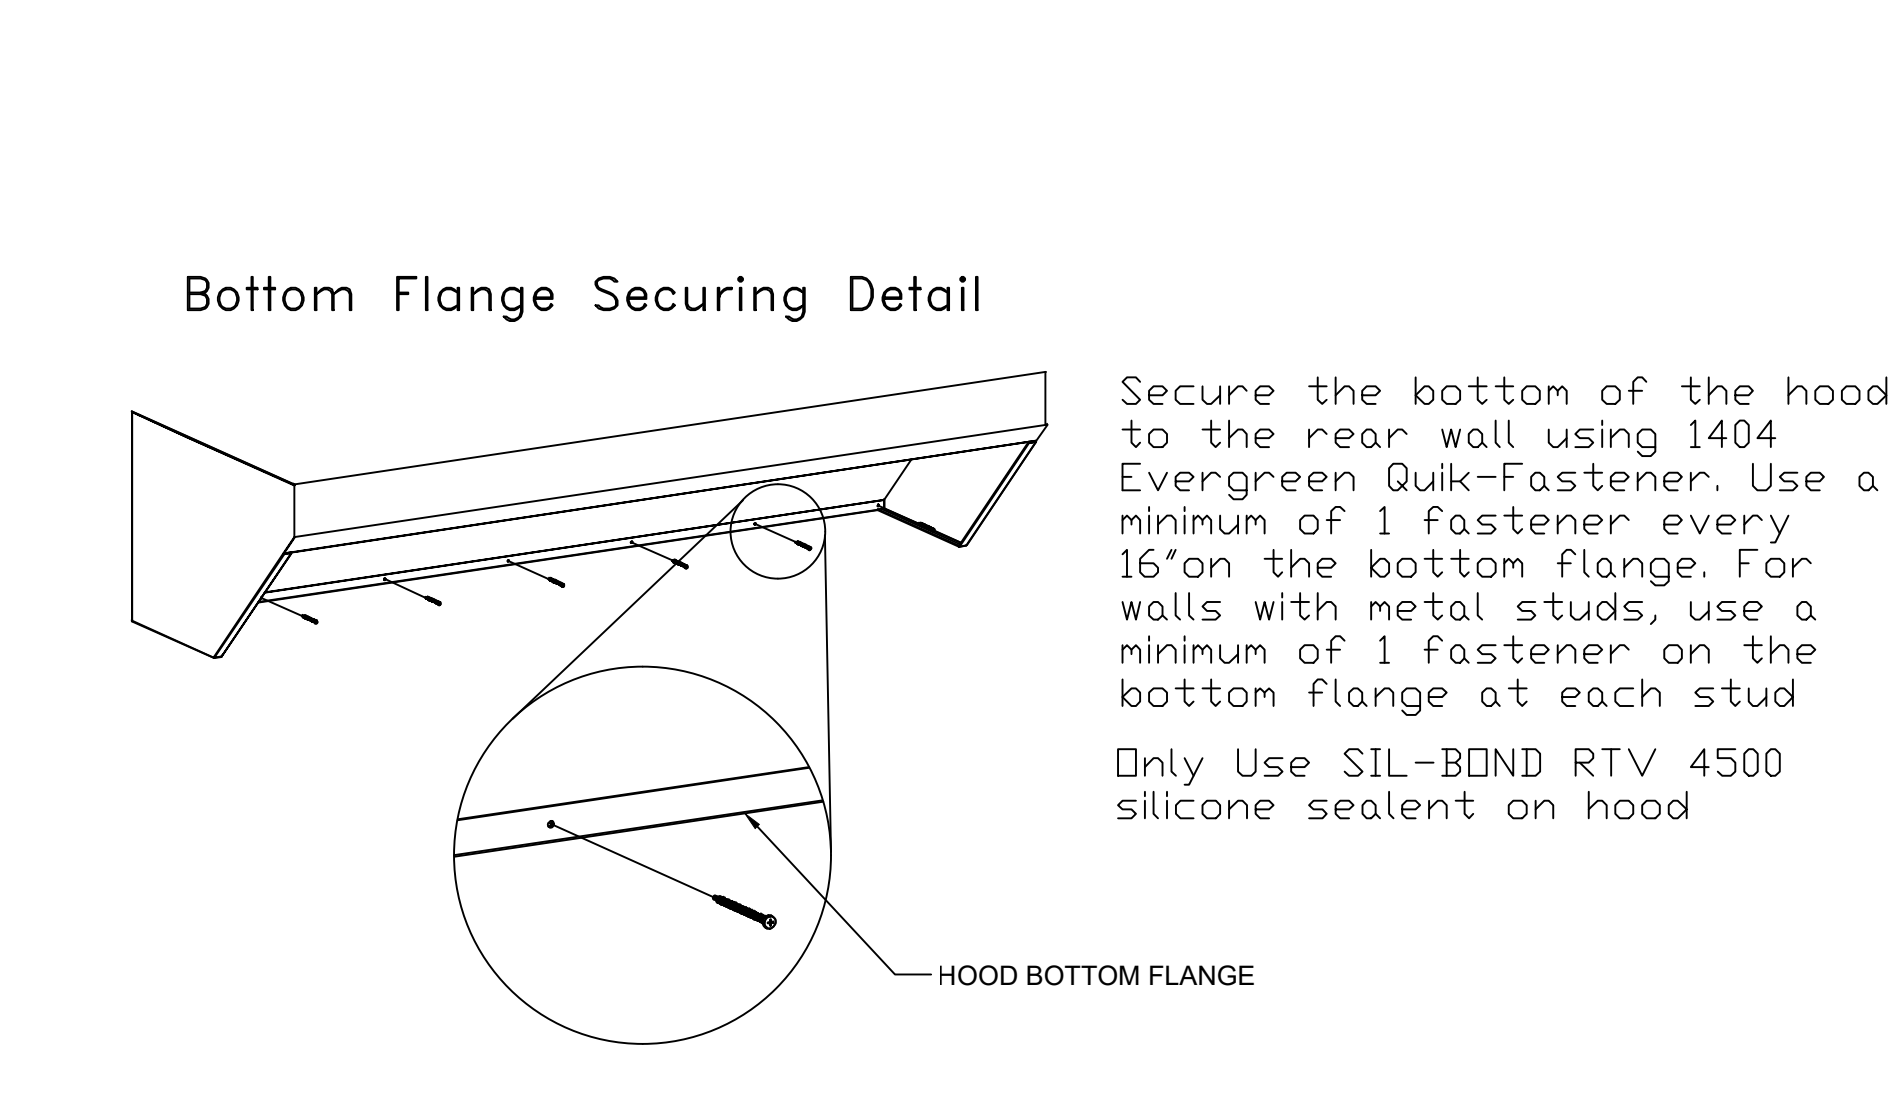 Bottom Flange Securing Detail
Secure the bottom of the hood
to the rear wall using 1404
Evergreen Quik-Fastener. Use a
minimum of 1 fastener every
16"on the bottom flange. For
walls with metal studs, use a
minimum of 1 fastener on the
bottom flange at each stud
Only Use SIL-BOND RTV 4500
silicone sealent on hood
HOOD BOTTOM FLANGE